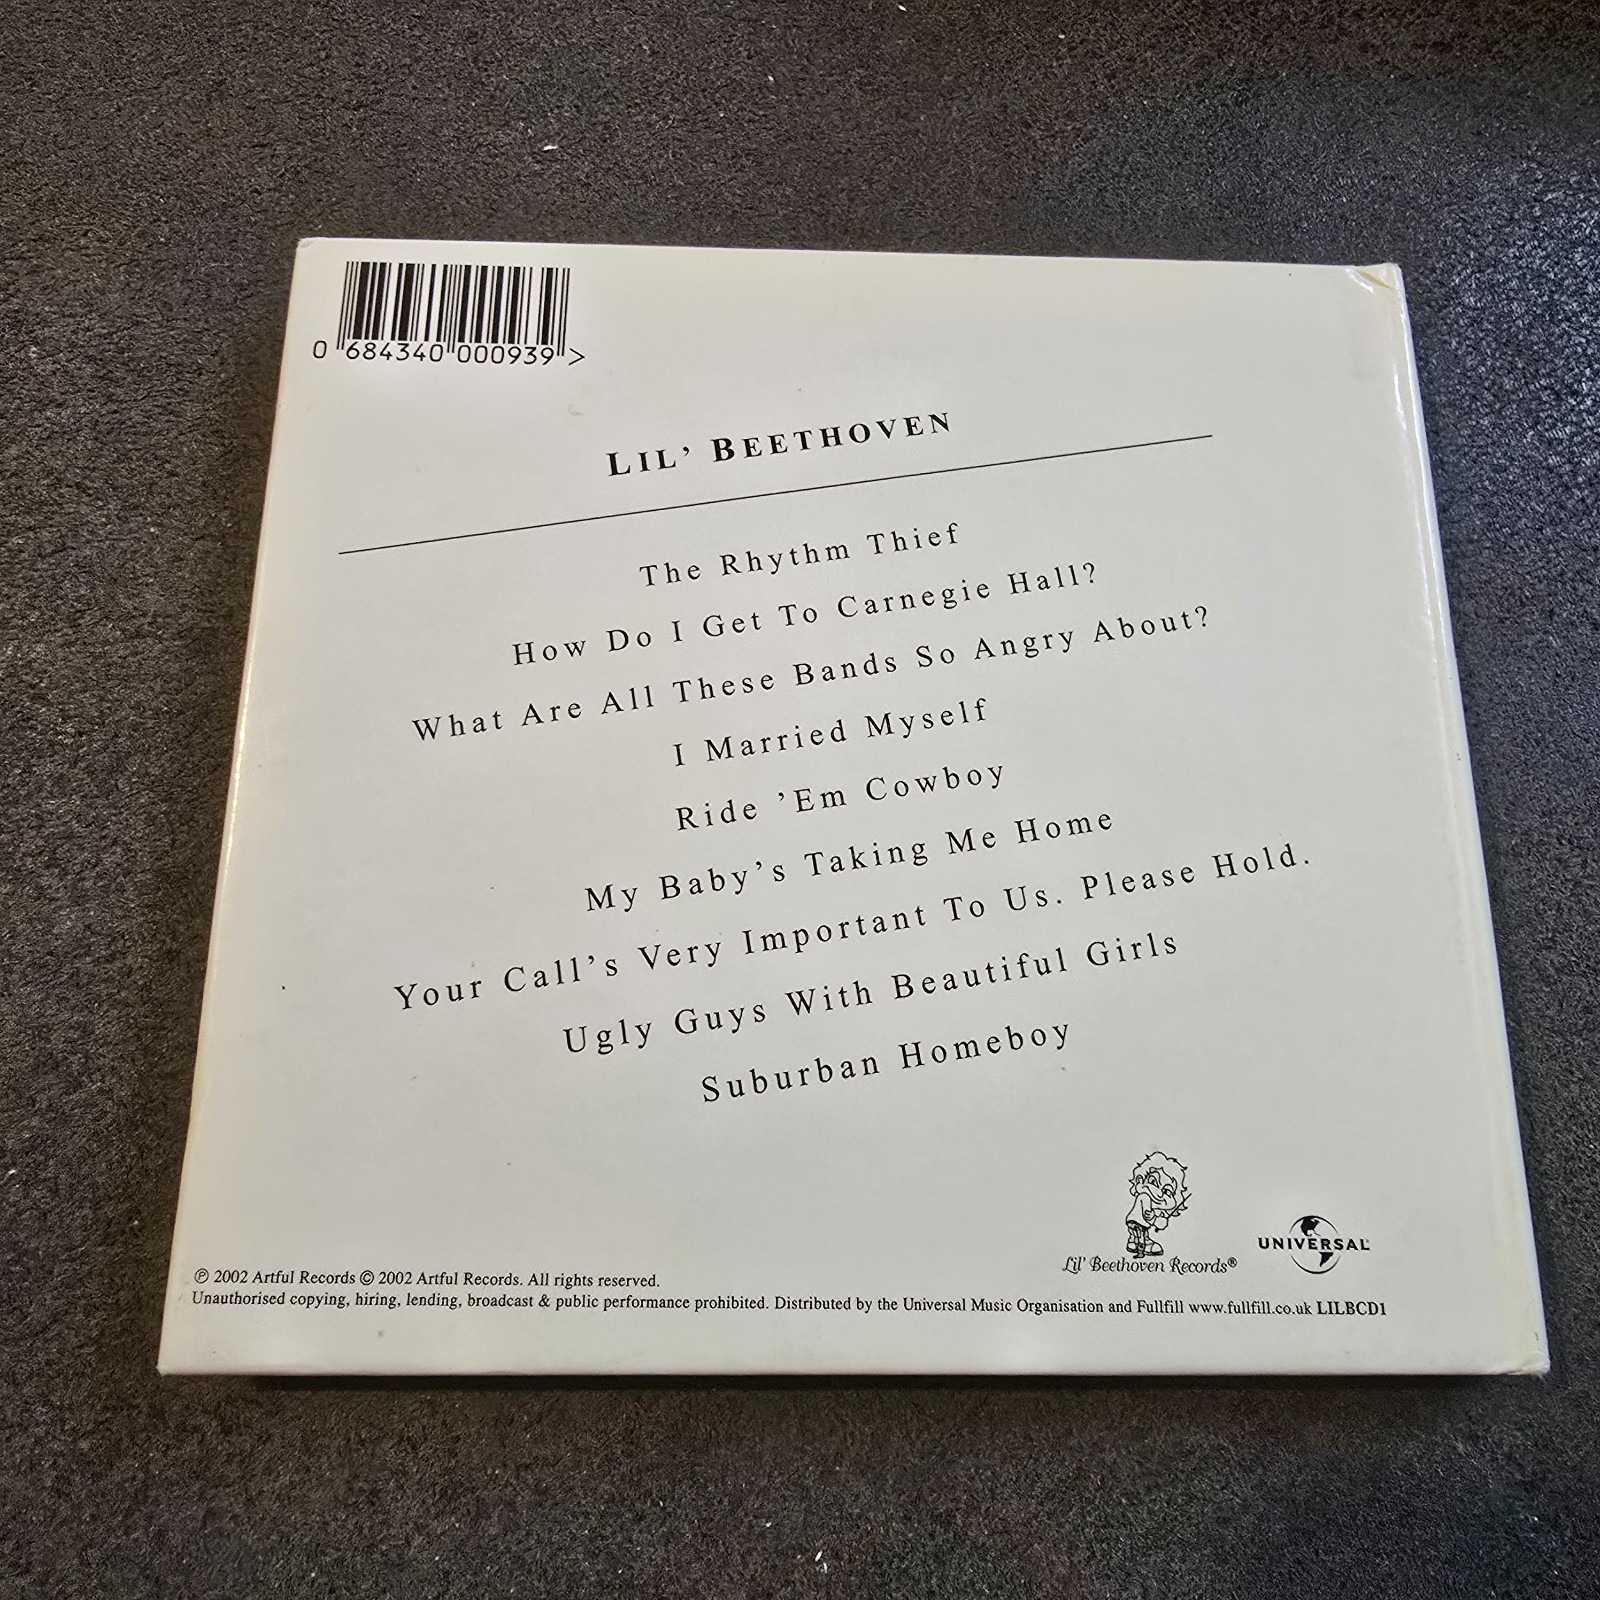 0 684340 000939 >
LIL' BEETHOVEN
The Rhythm Thief
How Do I Get To Carnegie Hall?
What Are All These Bands So Angry About?
I Married Myself
Ride 'Em Cowboy
My Baby's Taking Me Home
Your Call's Very Important To Us. Please Hold.
Ugly Guys With Beautiful Girls
Suburban Homeboy
Lil' Beethoven Records®
UNIVERSAL
℗ 2002 Artful Records © 2002 Artful Records. All rights reserved.
Unauthorised copying, hiring, lending, broadcast & public performance prohibited. Distributed by the Universal Music Organisation and Fullfill www.fullfill.co.uk LILBCD1